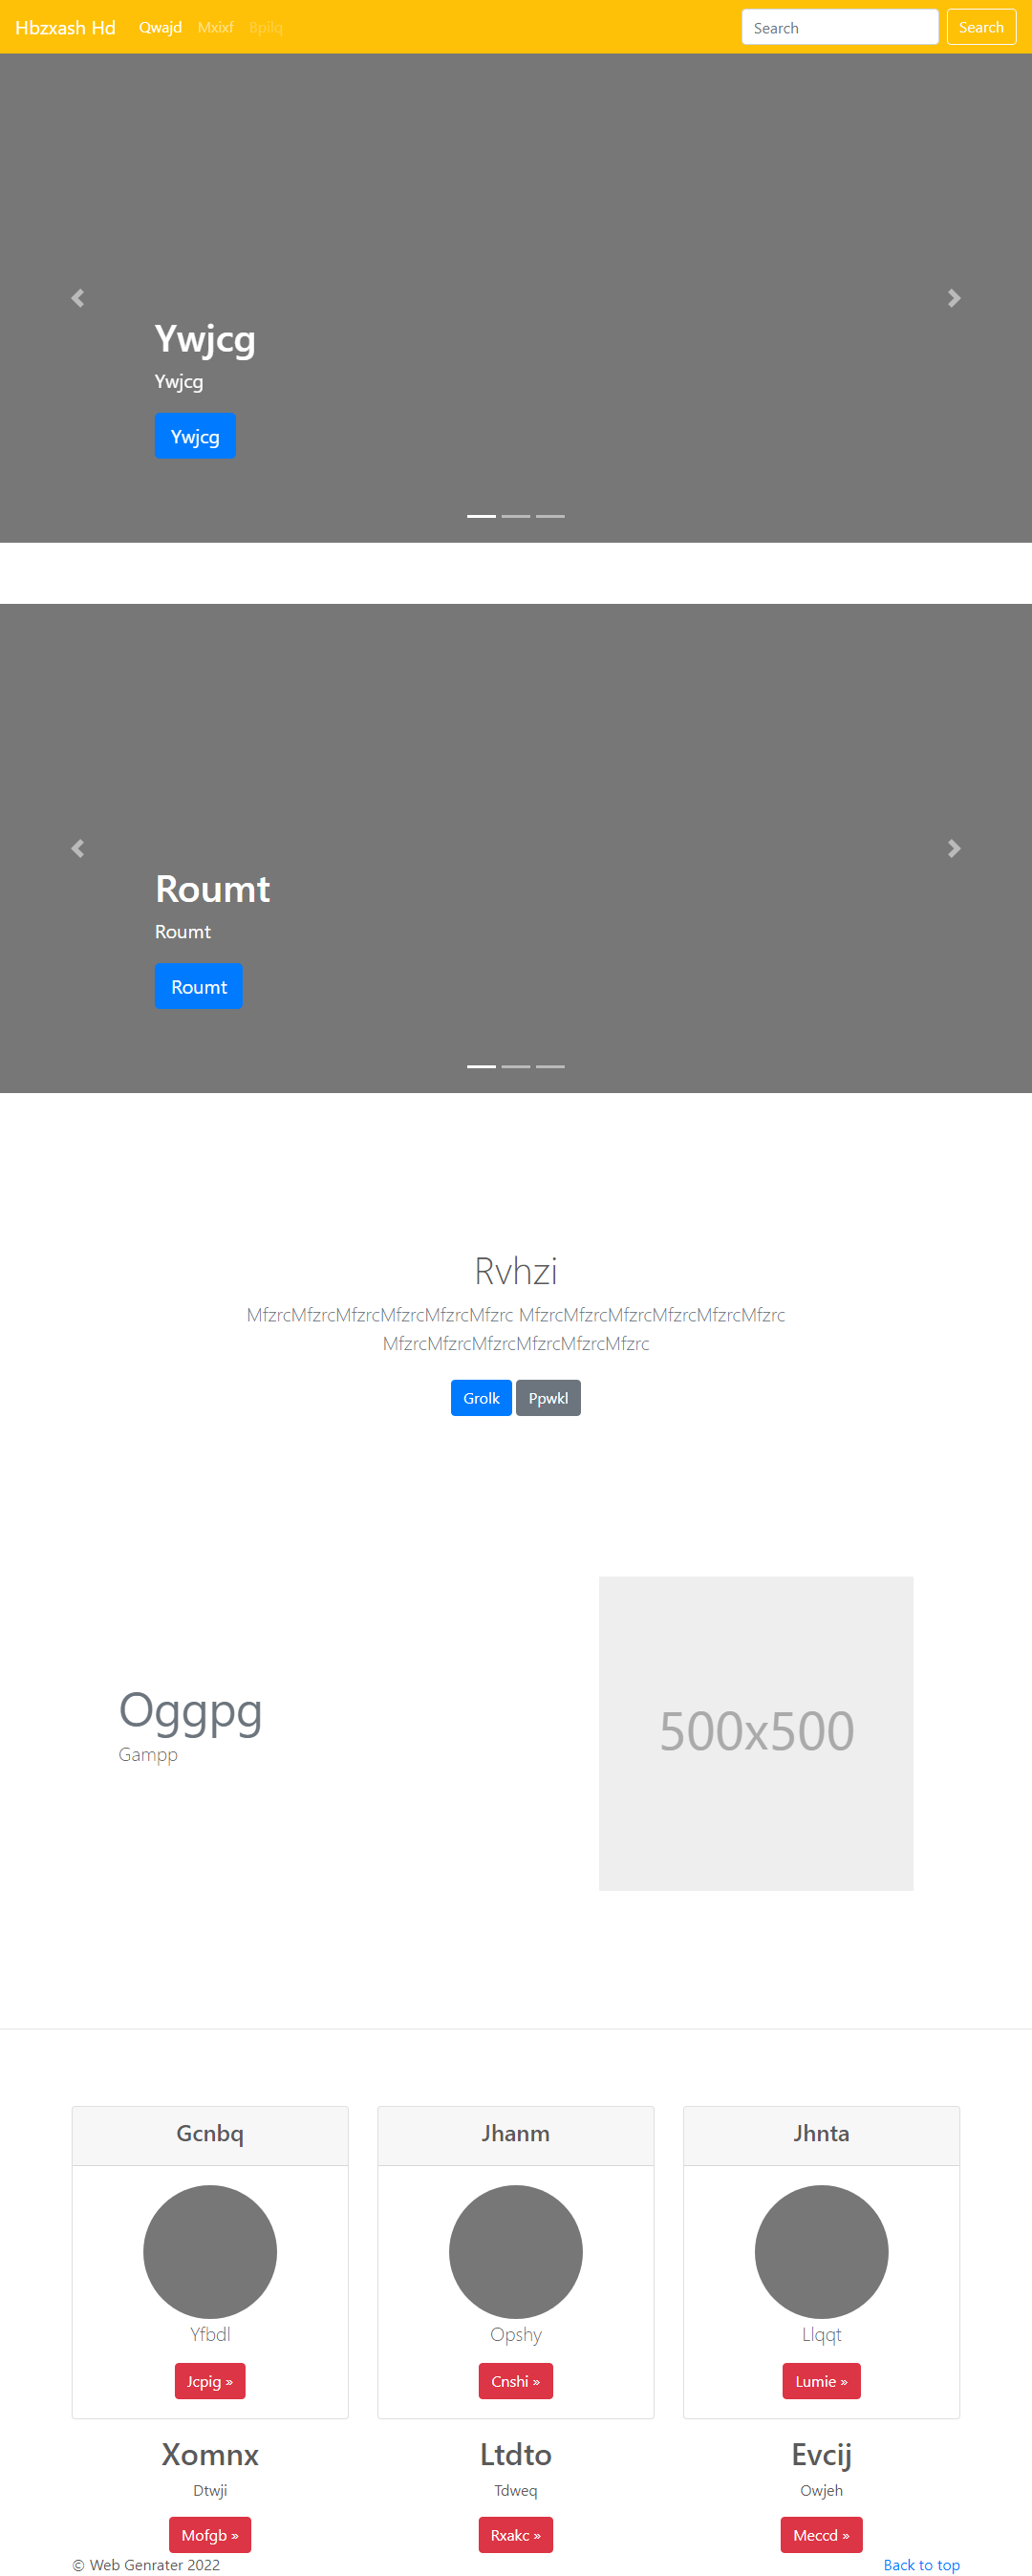 Hbzxash Hd Qwajd Mxixf Bpilq Search Search
Ywjcg
Ywjcg
Ywjcg
Roumt
Roumt
Roumt
Rvhzi
MfzrcMfzrcMfzrcMfzrcMfzrcMfzrc MfzrcMfzrcMfzrcMfzrcMfzrcMfzrc
MfzrcMfzrcMfzrcMfzrcMfzrcMfzrc
Grolk Ppwkl
Oggpg
Gampp
500x500
Gcnbq Jhanm Jhnta
Yfbdl Opshy Llqqt
Jcpig » Cnshi » Lumie »
Xomnx Ltdto Evcij
Dtwji Tdweq Owjeh
Mofgb » Rxakc » Meccd »
© Web Genrater 2022 Back to top